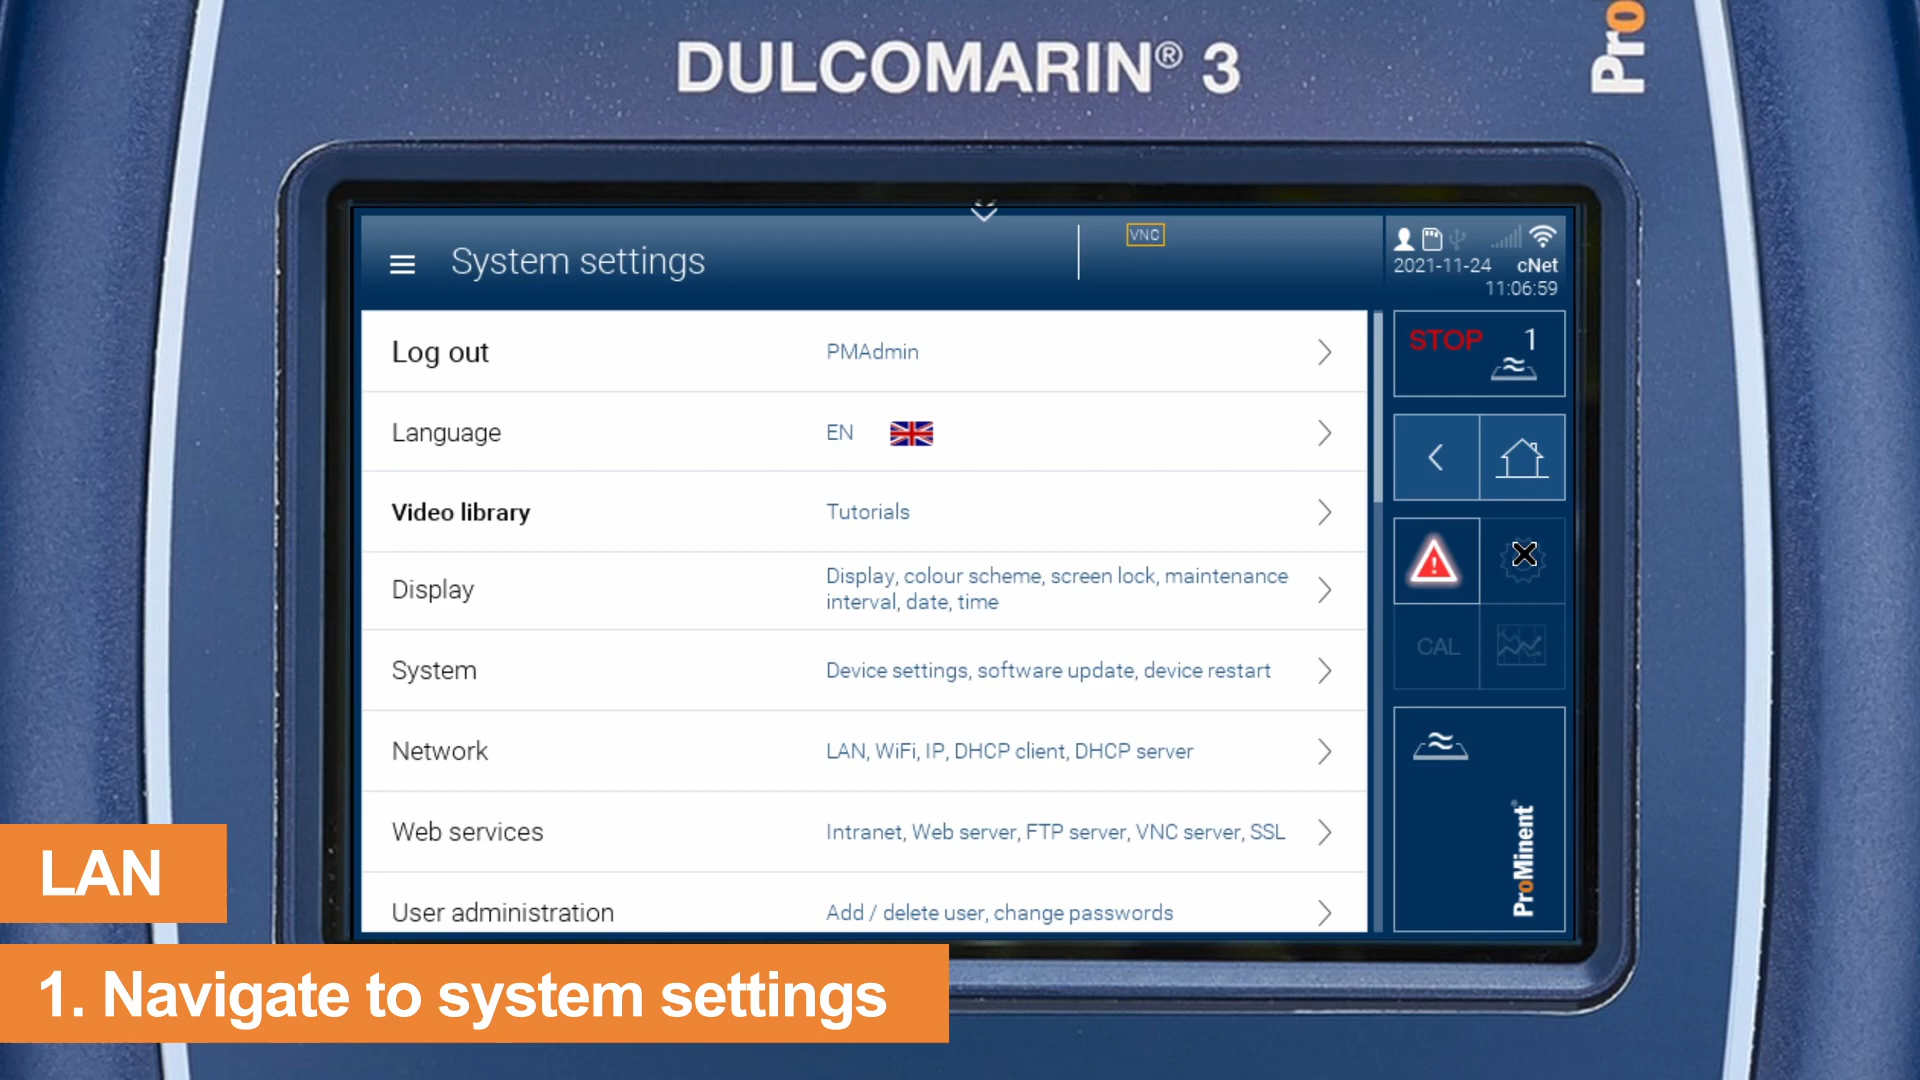 DULCOMARIN® 3
Pro
System settings
VNC
2021-11-24 cNet
11:06:59
Log out PMAdmin
Language EN
Video library Tutorials
Display Display, colour scheme, screen lock, maintenance
interval, date, time
System Device settings, software update, device restart
Network LAN, WiFi, IP, DHCP client, DHCP server
Web services Intranet, Web server, FTP server, VNC server, SSL
User administration Add / delete user, change passwords
STOP 1
CAL
ProMinent®
LAN
1. Navigate to system settings